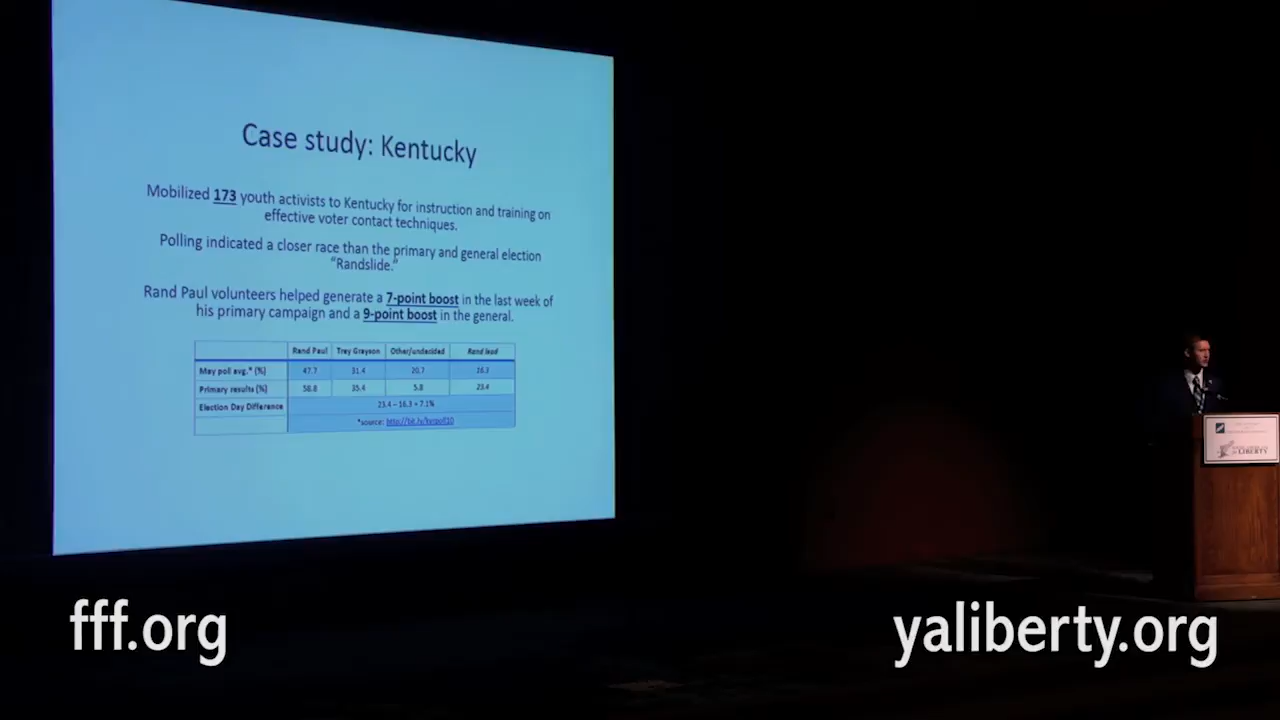 Case study: Kentucky
Mobilized 173 youth activists to Kentucky for instruction and training on
effective voter contact techniques.
Polling indicated a closer race than the primary and general election
“Randslide.”
Rand Paul volunteers helped generate a 7-point boost in the last week of
his primary campaign and a 9-point boost in the general.
Rand Paul Trey Grayson Other/undecided Rand lead
May poll avg.* (%) 47.7 31.4 20.7 16.3
Primary results (%) 58.8 35.4 5.8 23.4
Election Day Difference 23.4 – 16.3 = 7.1%
*source:
LIBERTY
fff.org
yaliberty.org